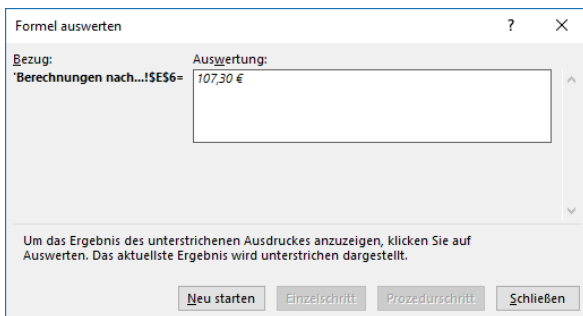 Formel auswerten
?
Bezug:
Auswertung:
'Berechnungen nach...!$E$6=
107,30 €
Um das Ergebnis des unterstrichenen Ausdruckes anzuzeigen, klicken Sie auf
Auswerten. Das aktuellste Ergebnis wird unterstrichen dargestellt.
Neu starten
Einzelschritt
Prozedurschritt
Schließen